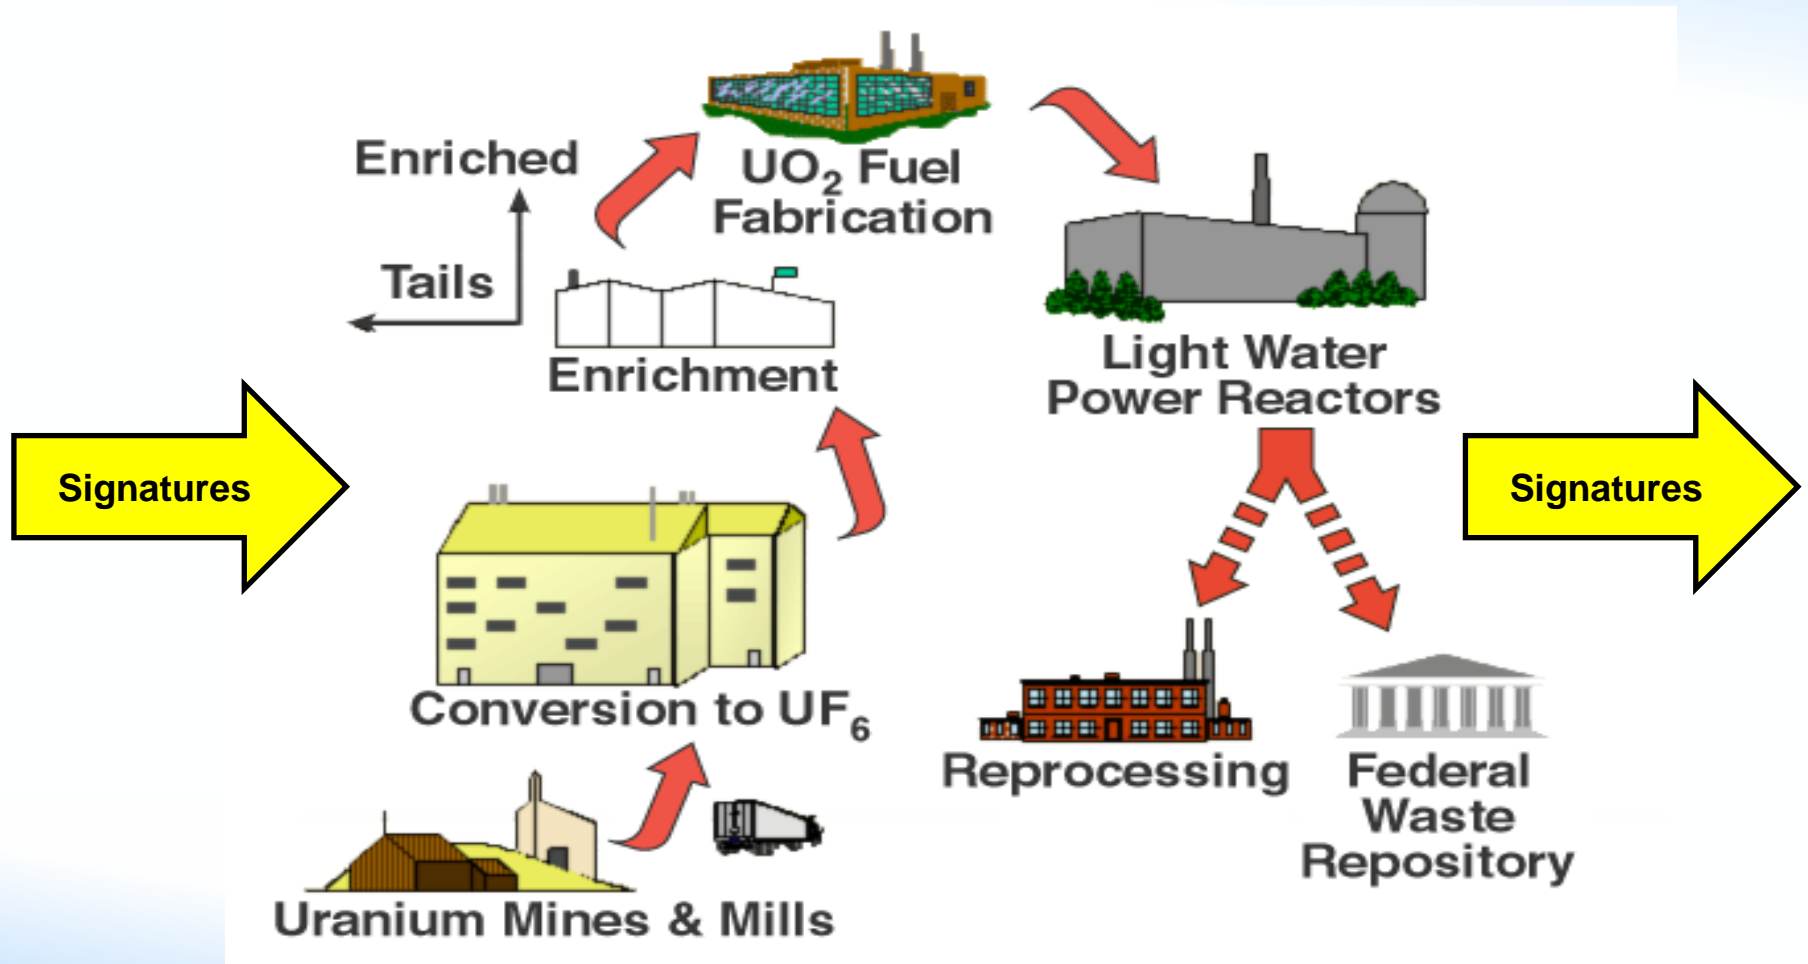 UO₂ Fuel
Fabrication
Enriched
Tails
Enrichment
Light Water
Power Reactors
Signatures
Signatures
Conversion to UF₆
Reprocessing
Federal
Waste
Repository
Uranium Mines & Mills